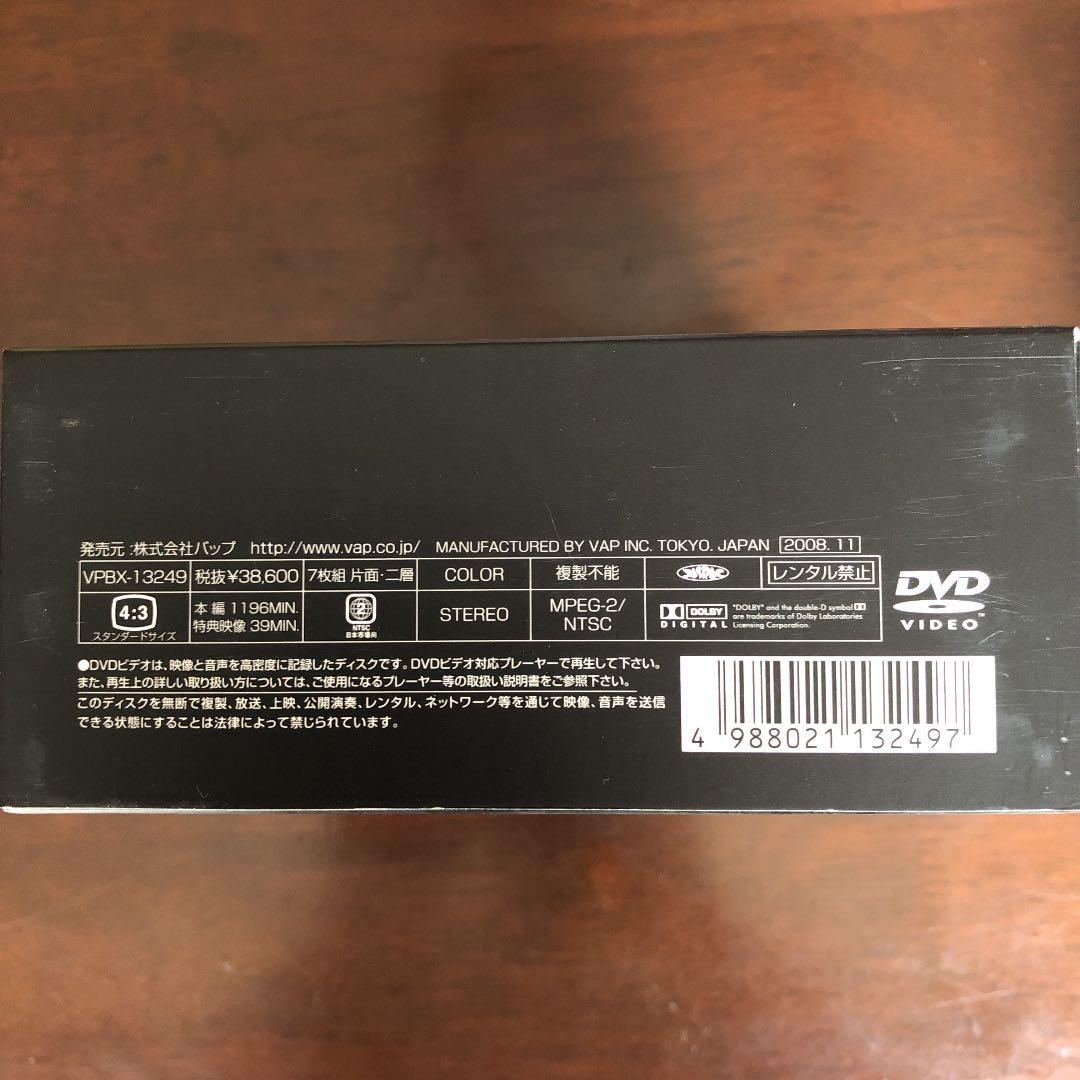 発売元:株式会社バップ http://www.vap.co.jp/ MANUFACTURED BY VAP INC. TOKYO. JAPAN 2008.11
VPBX-13249 税抜¥38,600 7枚組 片面・二層 COLOR 複製不能 レンタル禁止
4:3
スタンダードサイズ
本編 1196MIN.
特典映像 39MIN.
2
NTSC
日本市場向
STEREO
MPEG-2/
NTSC
DOLBY
DIGITAL
"DOLBY" and the double-D symbol
are trademarks of Dolby Laboratories
Licensing Corporation.
DVD
VIDEO
TM
●DVDビデオは、映像と音声を高密度に記録したディスクです。DVDビデオ対応プレーヤーで再生して下さい。
また、再生上の詳しい取り扱い方については、ご使用になるプレーヤー等の取扱い説明書をご参照下さい。
このディスクを無断で複製、放送、上映、公開演奏、レンタル、ネットワーク等を通じて映像、音声を送信
できる状態にすることは法律によって禁じられています。
4 988021 132497